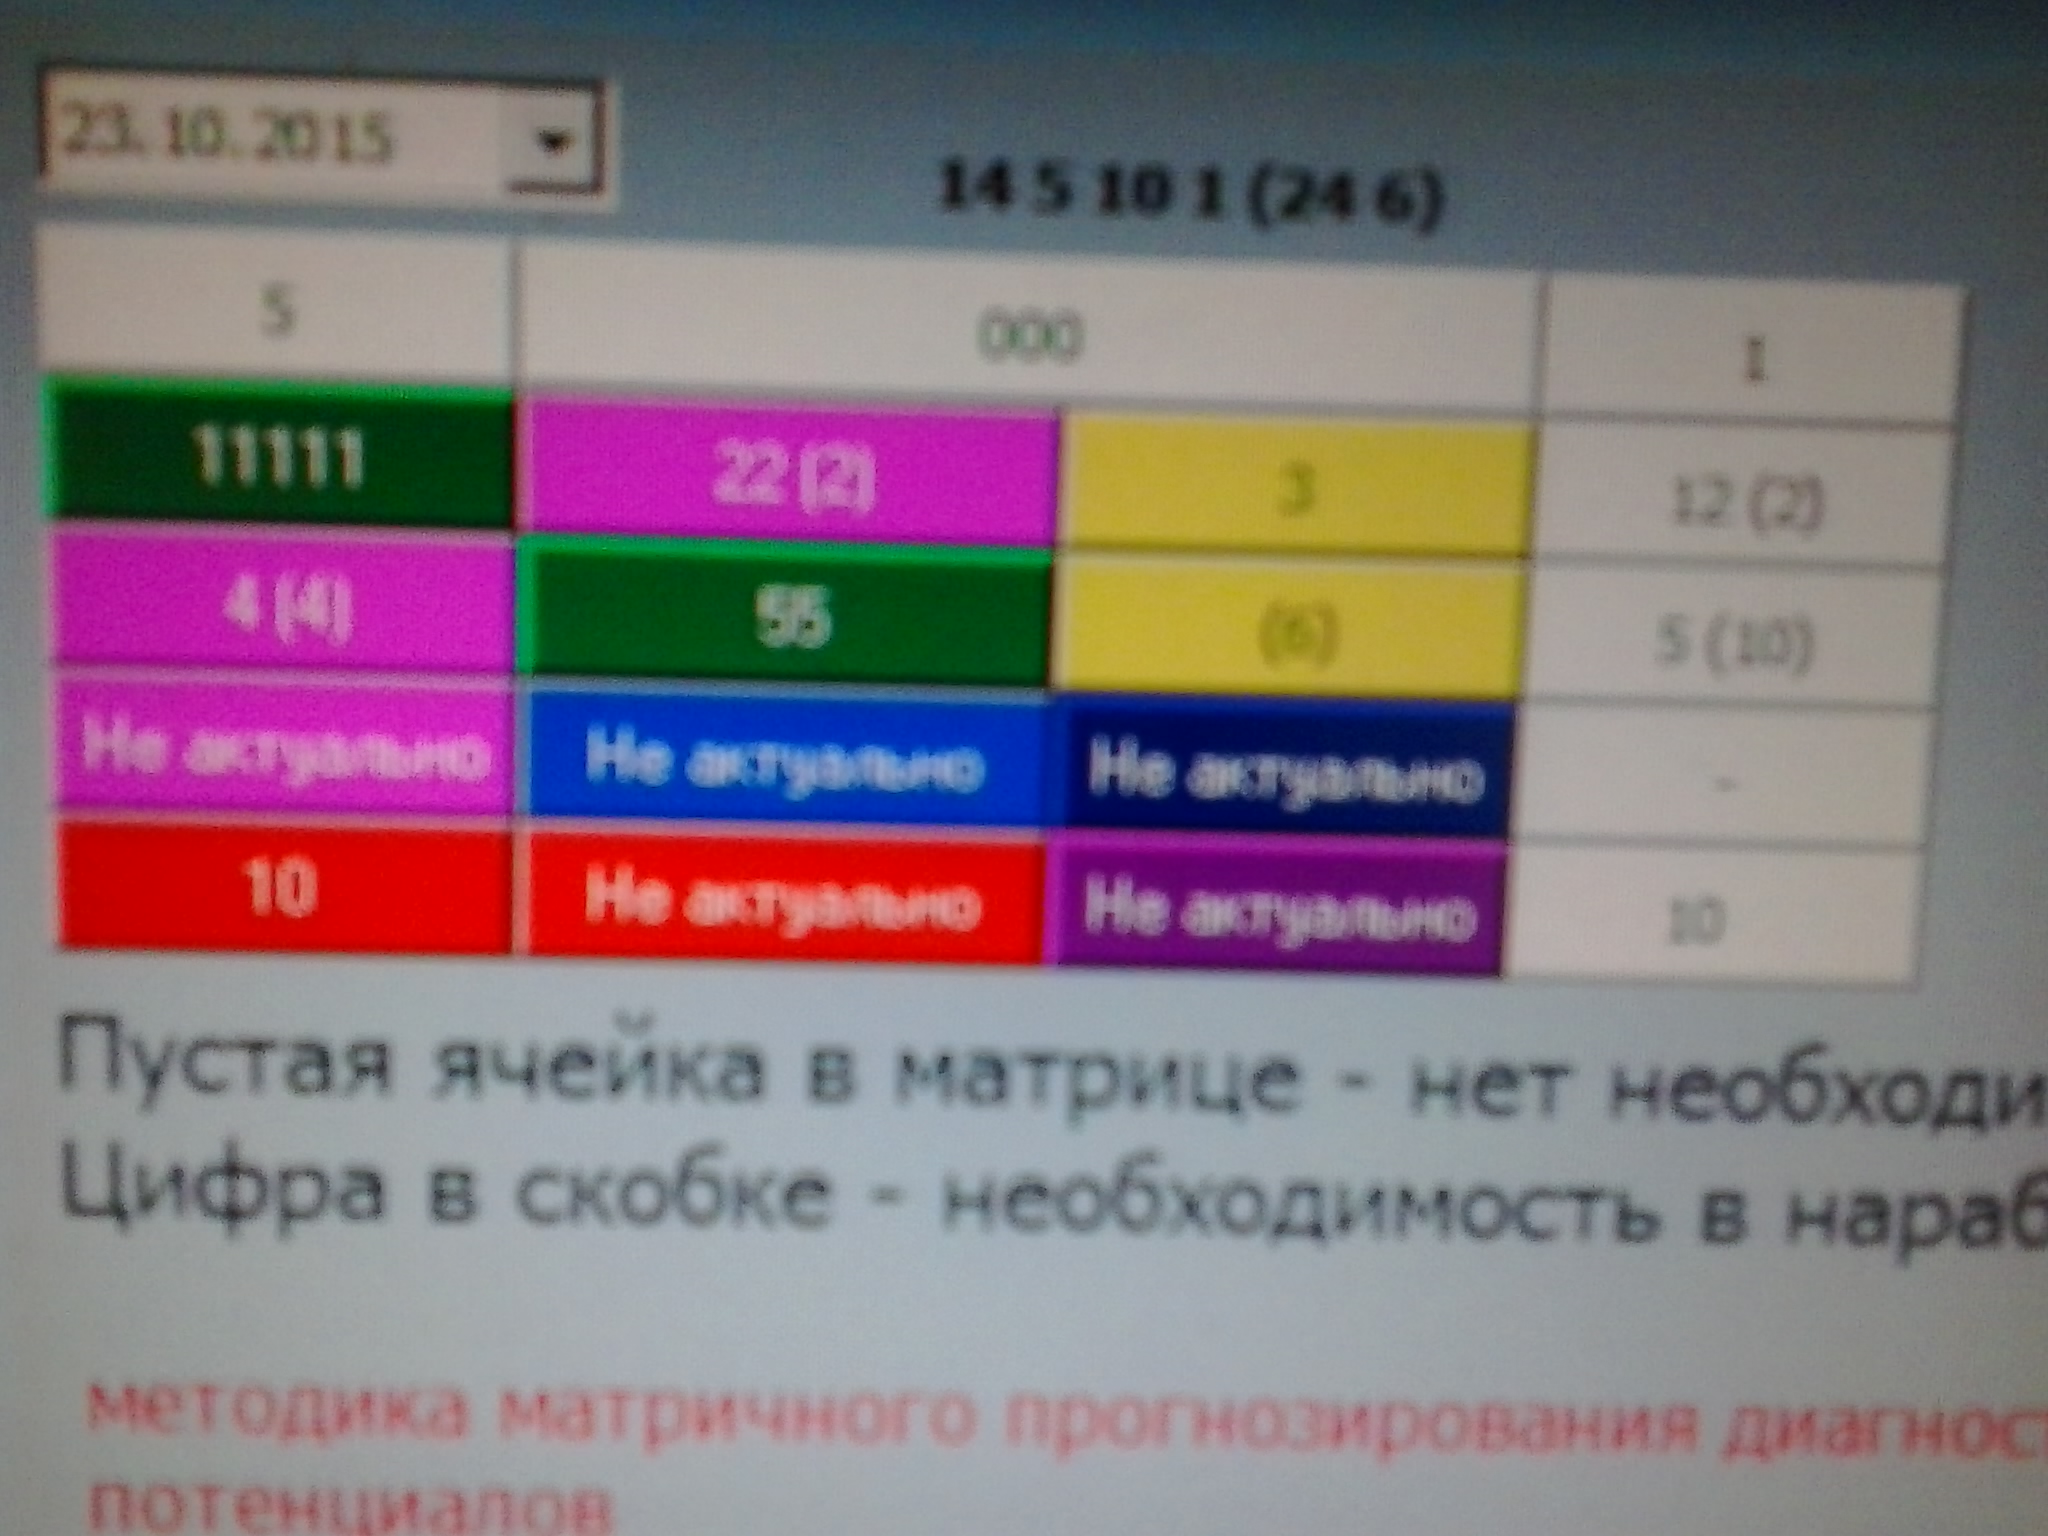 23.10.2015
14 5 10 1 (24 6)
5 000 1
11111 22 (2) 3 12 (2)
4 (4) 55 (6) 5 (10)
Не актуально Не актуально Не актуально -
10 Не актуально Не актуально 10
Пустая ячейка в матрице - нет необходи
Цифра в скобке - необходимость в нараб
методика матричного прогнозирования диагност
потенциалов